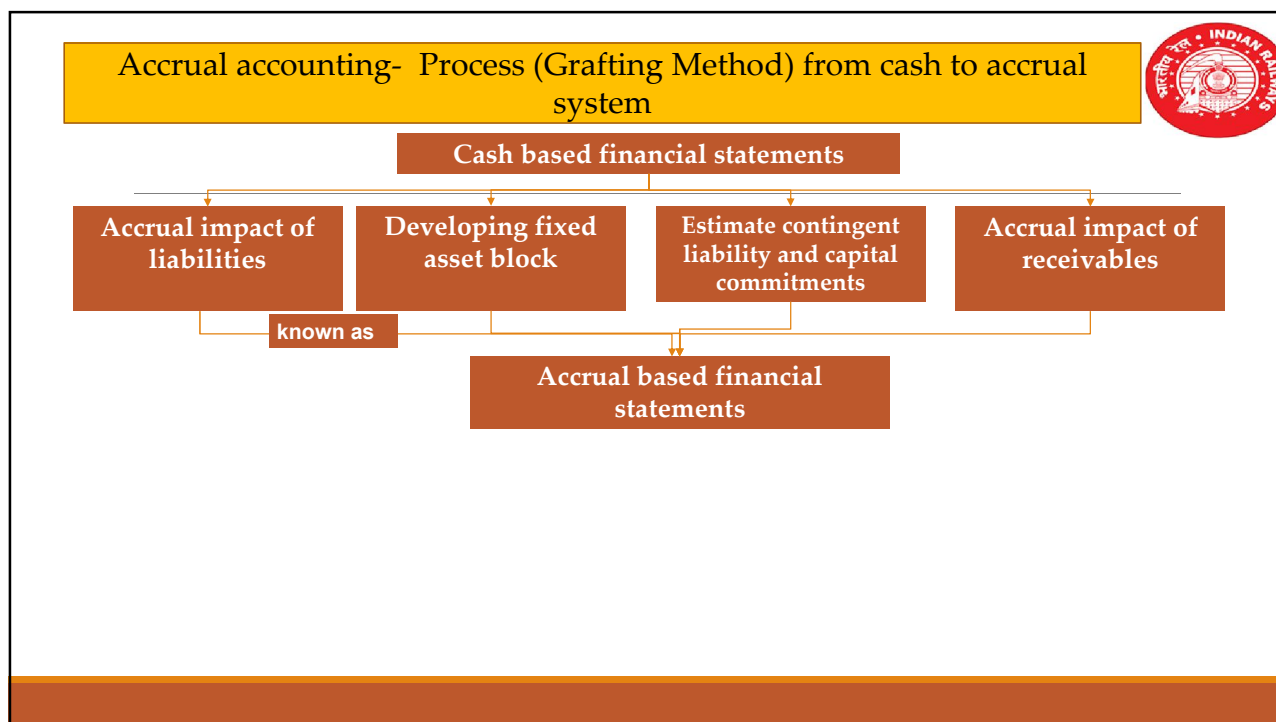 Accrual accounting-  Process (Grafting Method) from cash to accrual
system
भारतीय रेल • INDIAN RAILWAYS
Cash based financial statements
Accrual impact of
liabilities
Developing fixed
asset block
Estimate contingent
liability and capital
commitments
Accrual impact of
receivables
known as
Accrual based financial
statements